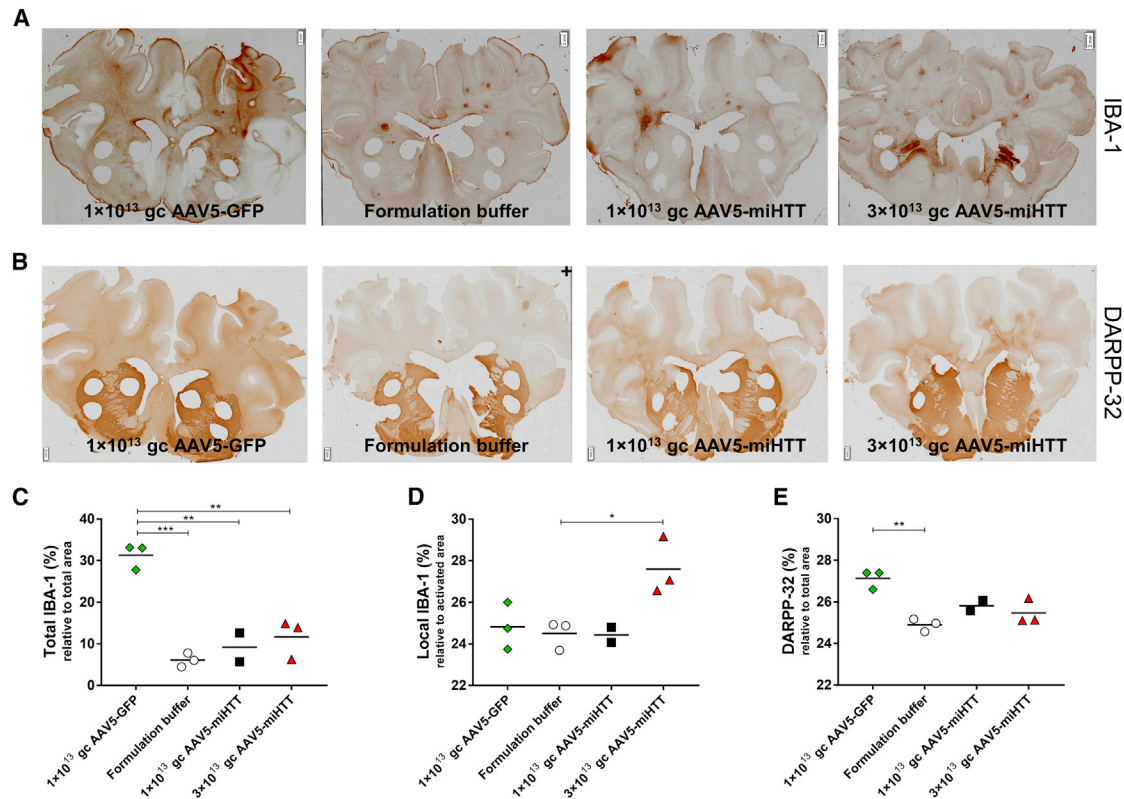 A
IBA-1
1×10¹³ gc AAV5-GFP
Formulation buffer
1×10¹³ gc AAV5-miHTT
3×10¹³ gc AAV5-miHTT
B
+
DARPP-32
1×10¹³ gc AAV5-GFP
Formulation buffer
1×10¹³ gc AAV5-miHTT
3×10¹³ gc AAV5-miHTT
C
Total IBA-1 (%)
relative to total area
40
30
20
10
0
**
**
***
1×10¹³ gc AAV5-GFP
Formulation buffer
1×10¹³ gc AAV5-miHTT
3×10¹³ gc AAV5-miHTT
D
Local IBA-1 (%)
relative to activated area
30
28
26
24
22
*
1×10¹³ gc AAV5-GFP
Formulation buffer
1×10¹³ gc AAV5-miHTT
3×10¹³ gc AAV5-miHTT
E
DARPP-32 (%)
relative to total area
30
28
26
24
22
**
1×10¹³ gc AAV5-GFP
Formulation buffer
1×10¹³ gc AAV5-miHTT
3×10¹³ gc AAV5-miHTT